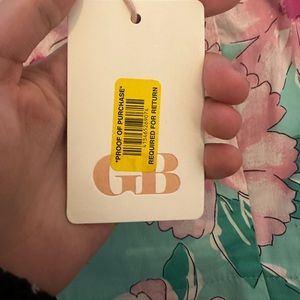 "PROOF OF PURCHASE"
REQUIRED FOR RETURN
GB